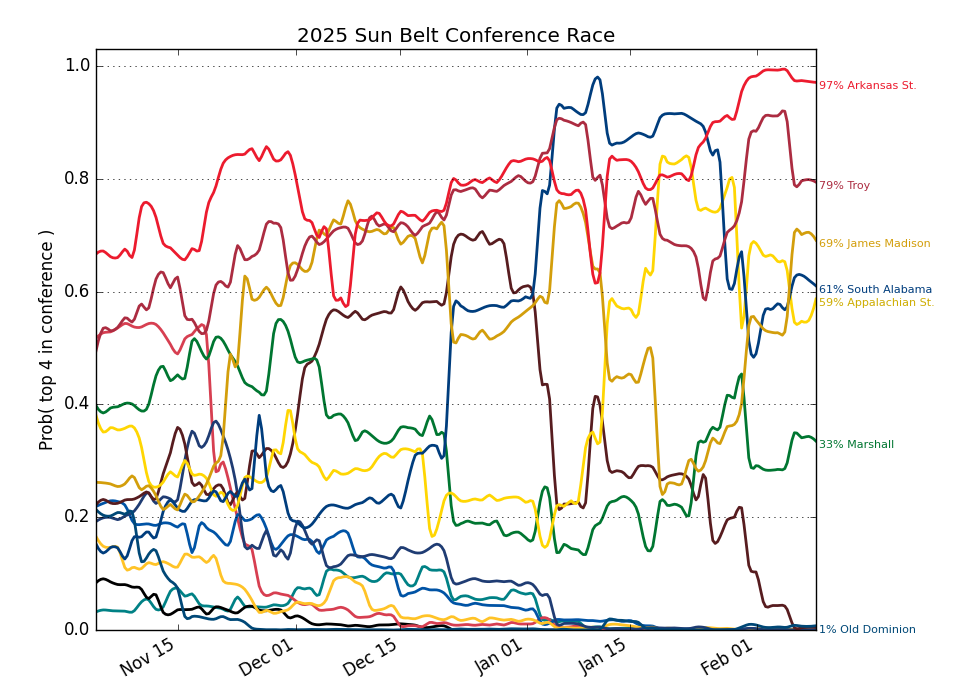 2025 Sun Belt Conference Race
Prob( top 4 in conference )
1.0
0.8
0.6
0.4
0.2
0.0
Nov 15
Dec 01
Dec 15
Jan 01
Jan 15
Feb 01
97% Arkansas St.
79% Troy
69% James Madison
61% South Alabama
59% Appalachian St.
33% Marshall
1% Old Dominion